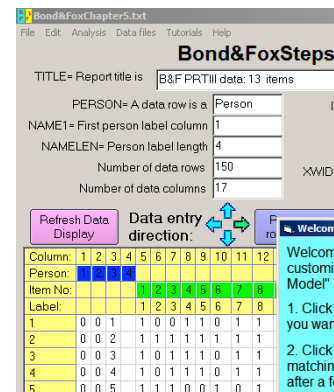 Bond&FoxChapter5.txt
File Edit Analysis Data files Tutorials Help
Bond&FoxSteps
TITLE= Report title is B&F PRTIII data: 13 items
PERSON= A data row is a Person
NAME1= First person label column 1
NAMELEN= Person label length 4
Number of data rows 150
XWID
Number of data columns 17
Refresh Data Display
Data entry direction:
Welcom
Column: 1 2 3 4 5 6 7 8 9 10 11 12
Person: 1 2 3 4
Item No: 1 2 3 4 5 6 7 8
Label: 1 2 3 4 5 6 7 8
1 0 0 1 1 0 0 1 1 0 1 1
2 0 0 2 1 1 1 1 1 0 1 1
3 0 0 3 1 0 1 1 1 0 1 1
4 0 0 4 1 0 1 1 1 0 1 1
5 0 0 5 1 1 1 0 0 1 0 1
Welcom
customi
Model"
1. Click
you wan
2. Click
matchin
after a f